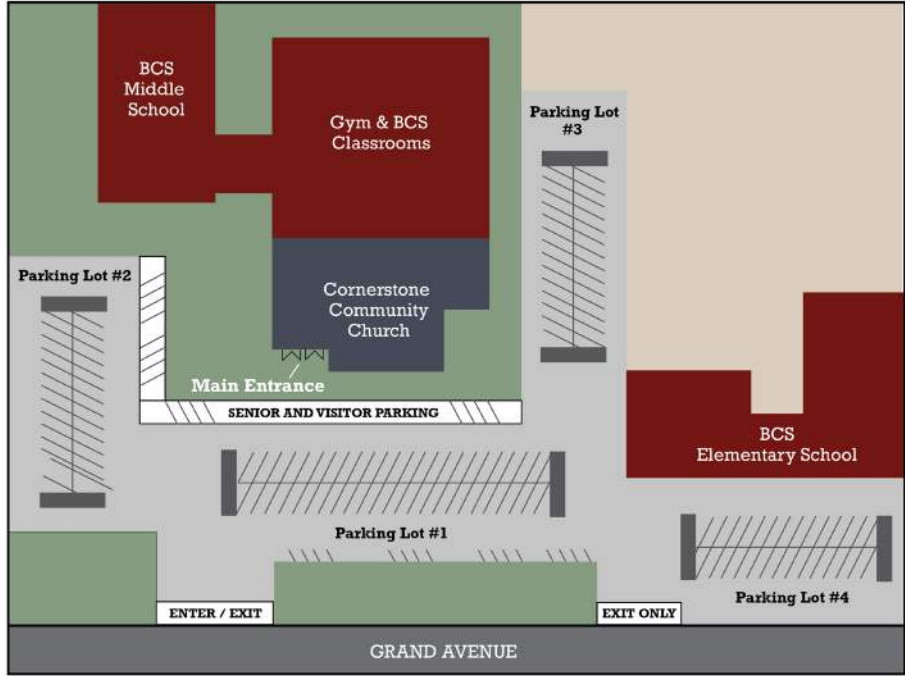 BCS
Middle
School
Gym & BCS
Classrooms
Parking Lot
#3
Parking Lot #2
Cornerstone
Community
Church
Main Entrance
SENIOR AND VISITOR PARKING
BCS
Elementary School
Parking Lot #1
Parking Lot #4
ENTER / EXIT
EXIT ONLY
GRAND AVENUE